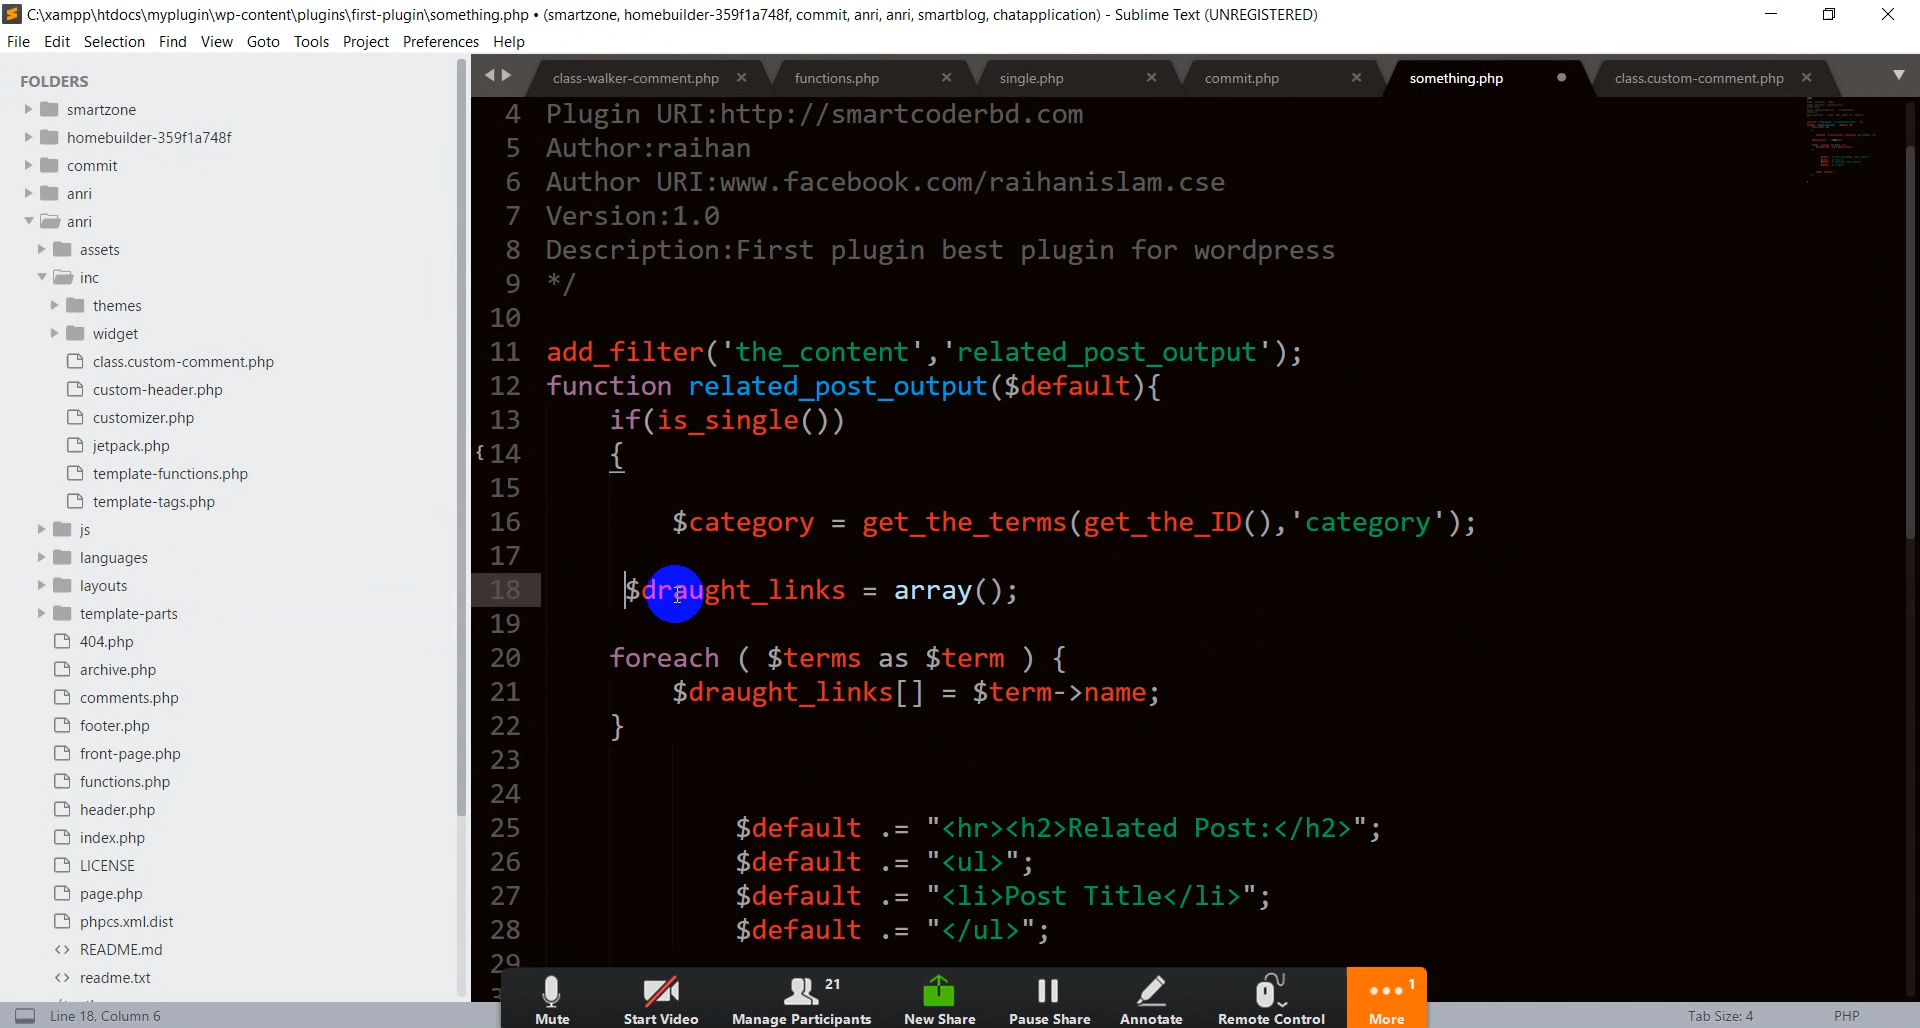 C:\xampp\htdocs\myplugin\wp-content\plugins\first-plugin\something.php • (smartzone, homebuilder-359f1a748f, commit, anri, anri, smartblog, chatapplication) - Sublime Text (UNREGISTERED)
File Edit Selection Find View Goto Tools Project Preferences Help
FOLDERS
smartzone
homebuilder-359f1a748f
commit
anri
anri
assets
inc
themes
widget
class.custom-comment.php
custom-header.php
customizer.php
jetpack.php
template-functions.php
template-tags.php
js
languages
layouts
template-parts
404.php
archive.php
comments.php
footer.php
front-page.php
functions.php
header.php
index.php
LICENSE
page.php
phpcs.xml.dist
README.md
readme.txt
class-walker-comment.php functions.php single.php commit.php something.php class.custom-comment.php
4 Plugin URI:http://smartcoderbd.com
5 Author:raihan
6 Author URI:www.facebook.com/raihanislam.cse
7 Version:1.0
8 Description:First plugin best plugin for wordpress
9 */
10
11 add_filter('the_content','related_post_output');
12 function related_post_output($default){
13 if(is_single())
14 {
15
16 $category = get_the_terms(get_the_ID(),'category');
17
18 $draught_links = array();
19
20 foreach ( $terms as $term ) {
21 $draught_links[] = $term->name;
22 }
23
24
25 $default .= "<hr><h2>Related Post:</h2>";
26 $default .= "<ul>";
27 $default .= "<li>Post Title</li>";
28 $default .= "</ul>";
29
Mute Start Video Manage Participants 21 New Share Pause Share Annotate Remote Control More 1
Line 18, Column 6 Tab Size: 4 PHP